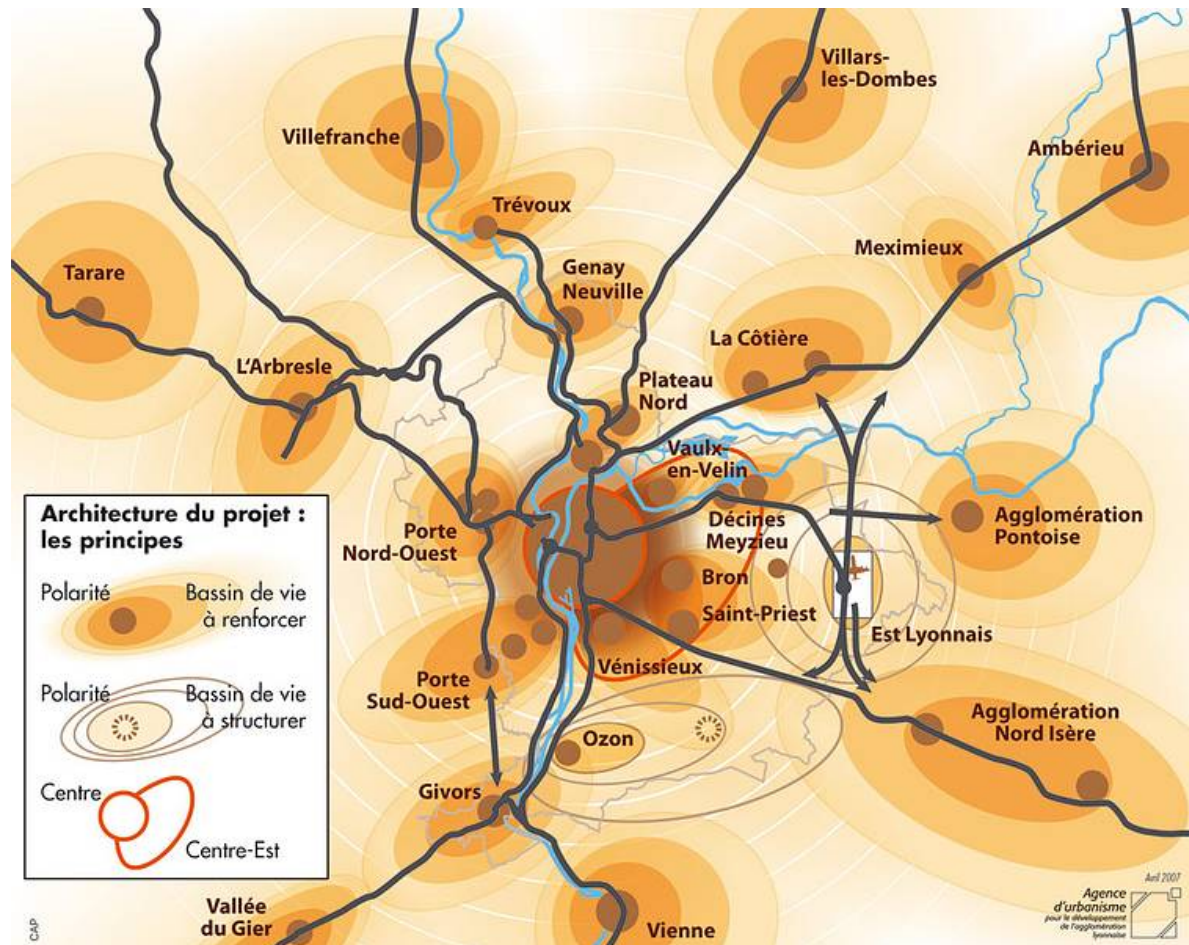 Villars-
les-Dombes
Villefranche
Ambérieu
Trévoux
Meximieux
Tarare
Genay
Neuville
La Côtière
L'Arbresle
Plateau
Nord
Vaulx-
en-Velin
Architecture du projet :
les principes
Porte
Nord-Ouest
Décines
Meyzieu
Agglomération
Pontoise
Bron
Polarité
Bassin de vie
à renforcer
Saint-Priest
Est Lyonnais
Vénissieux
Porte
Sud-Ouest
Polarité
Bassin de vie
à structurer
Agglomération
Nord Isère
Ozon
Centre
Givors
Centre-Est
Vallée
du Gier
Vienne
Avril 2007
Agence
d'urbanisme
pour le développement
de l'agglomération
lyonnaise
CAP